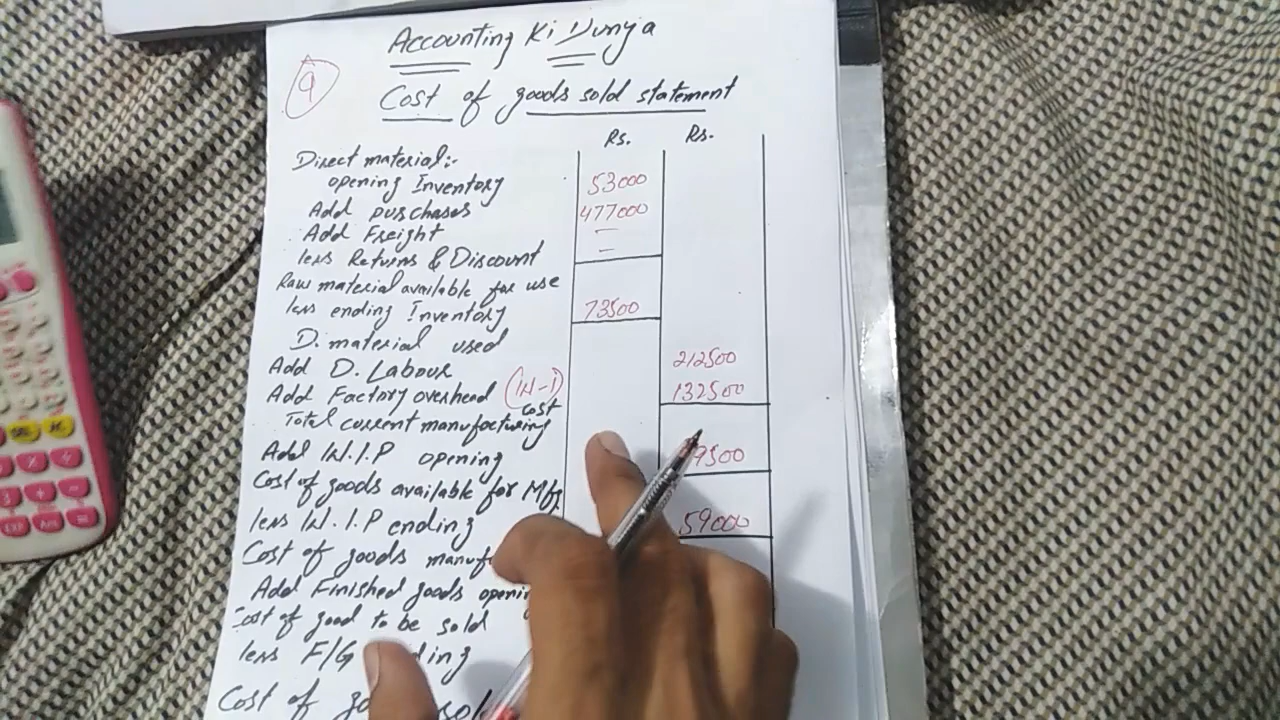 Accounting Ki Dunya
9
Cost of goods sold statement
Rs. Rs.
Direct material:-
opening Inventory 53000
Add purchases 477000
Add Freight —
less Returns & Discount —
Raw material available for use
less ending Inventory 73500
D. material used
Add D. Labour 212500
Add Factory overhead (W-1) 132500
Total current manufacturing cost
Add W.I.P opening 9500
Cost of goods available for Mfg
less W.I.P ending 59000
Cost of goods
Add Finished goods
Cost of good to be sold
less F/G
Cost of